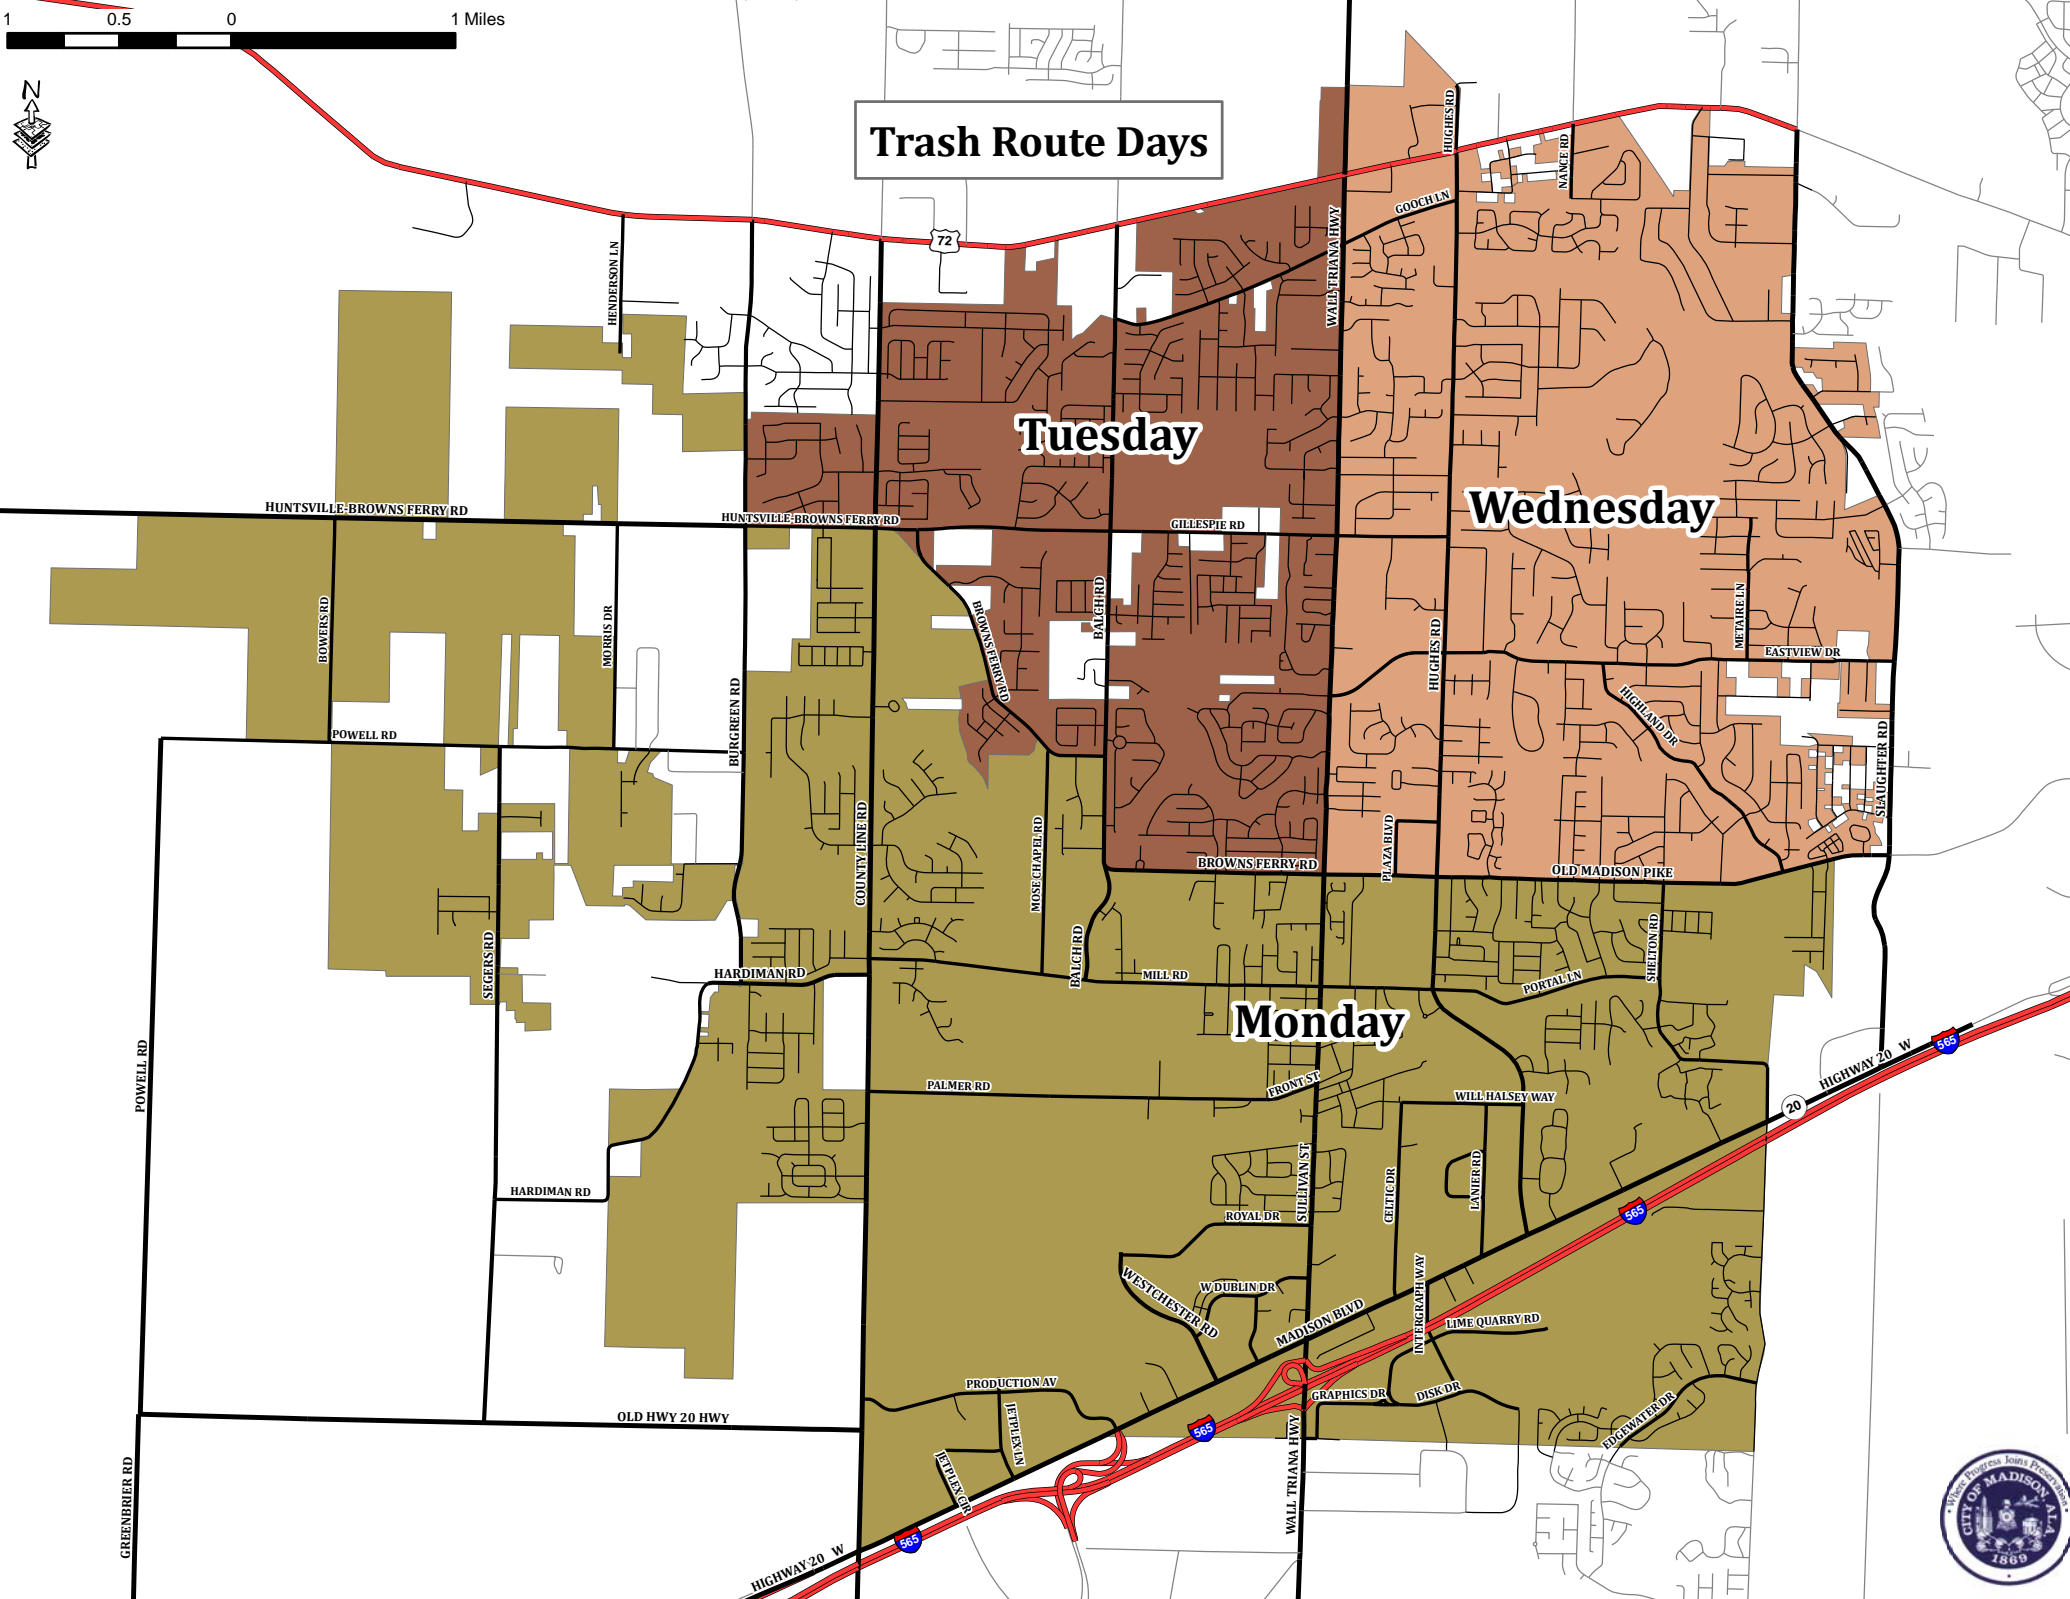 1 0.5 0 1 Miles
N
Trash Route Days
HUGHES RD
NANCE RD
GOOCH LN
WALL TRIANA HWY
72
HENDERSON LN
Tuesday
Wednesday
HUNTSVILLE-BROWNS FERRY RD
HUNTSVILLE-BROWNS FERRY RD
GILLESPIE RD
BOWERS RD
MORRIS DR
BROWNS FERRY RD
BALCH RD
HUGHES RD
METAIRE LN
EASTVIEW DR
BURGREEN RD
HIGHLAND DR
POWELL RD
SLAUGHTER RD
COUNTY LINE RD
MOSE CHAPEL RD
PLAZA BLVD
BROWNS FERRY RD
OLD MADISON PIKE
SEGERS RD
BALCH RD
SHELTON RD
HARDIMAN RD
MILL RD
PORTAL LN
Monday
POWELL RD
HIGHWAY 20 W
565
PALMER RD
FRONT ST
WILL HALSEY WAY
20
HARDIMAN RD
SULLIVAN ST
CELTIC DR
LANIER RD
565
ROYAL DR
WESTCHESTER RD
W DUBLIN DR
MADISON BLVD
INTERGRAPH WAY
LIME QUARRY RD
PRODUCTION AV
GRAPHICS DR
DISK DR
EDGEWATER DR
OLD HWY 20 HWY
JETPLEX LN
565
WALL TRIANA HWY
JETPLEX CIR
GREENBRIER RD
565
HIGHWAY 20 W
Where Progress Joins Preservation
CITY OF MADISON, ALA
1869